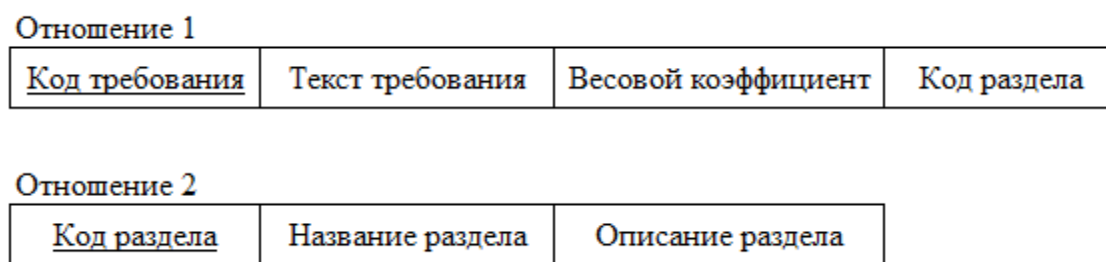 Отношение 1
Код требования Текст требования Весовой коэффициент Код раздела
Отношение 2
Код раздела Название раздела Описание раздела